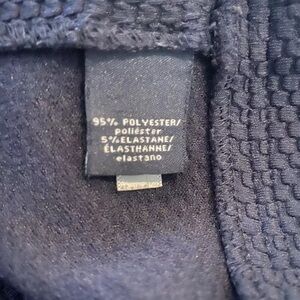 95% POLYESTER/
poliéster
5% ELASTANE/
ÉLASTHANNE/
elastano